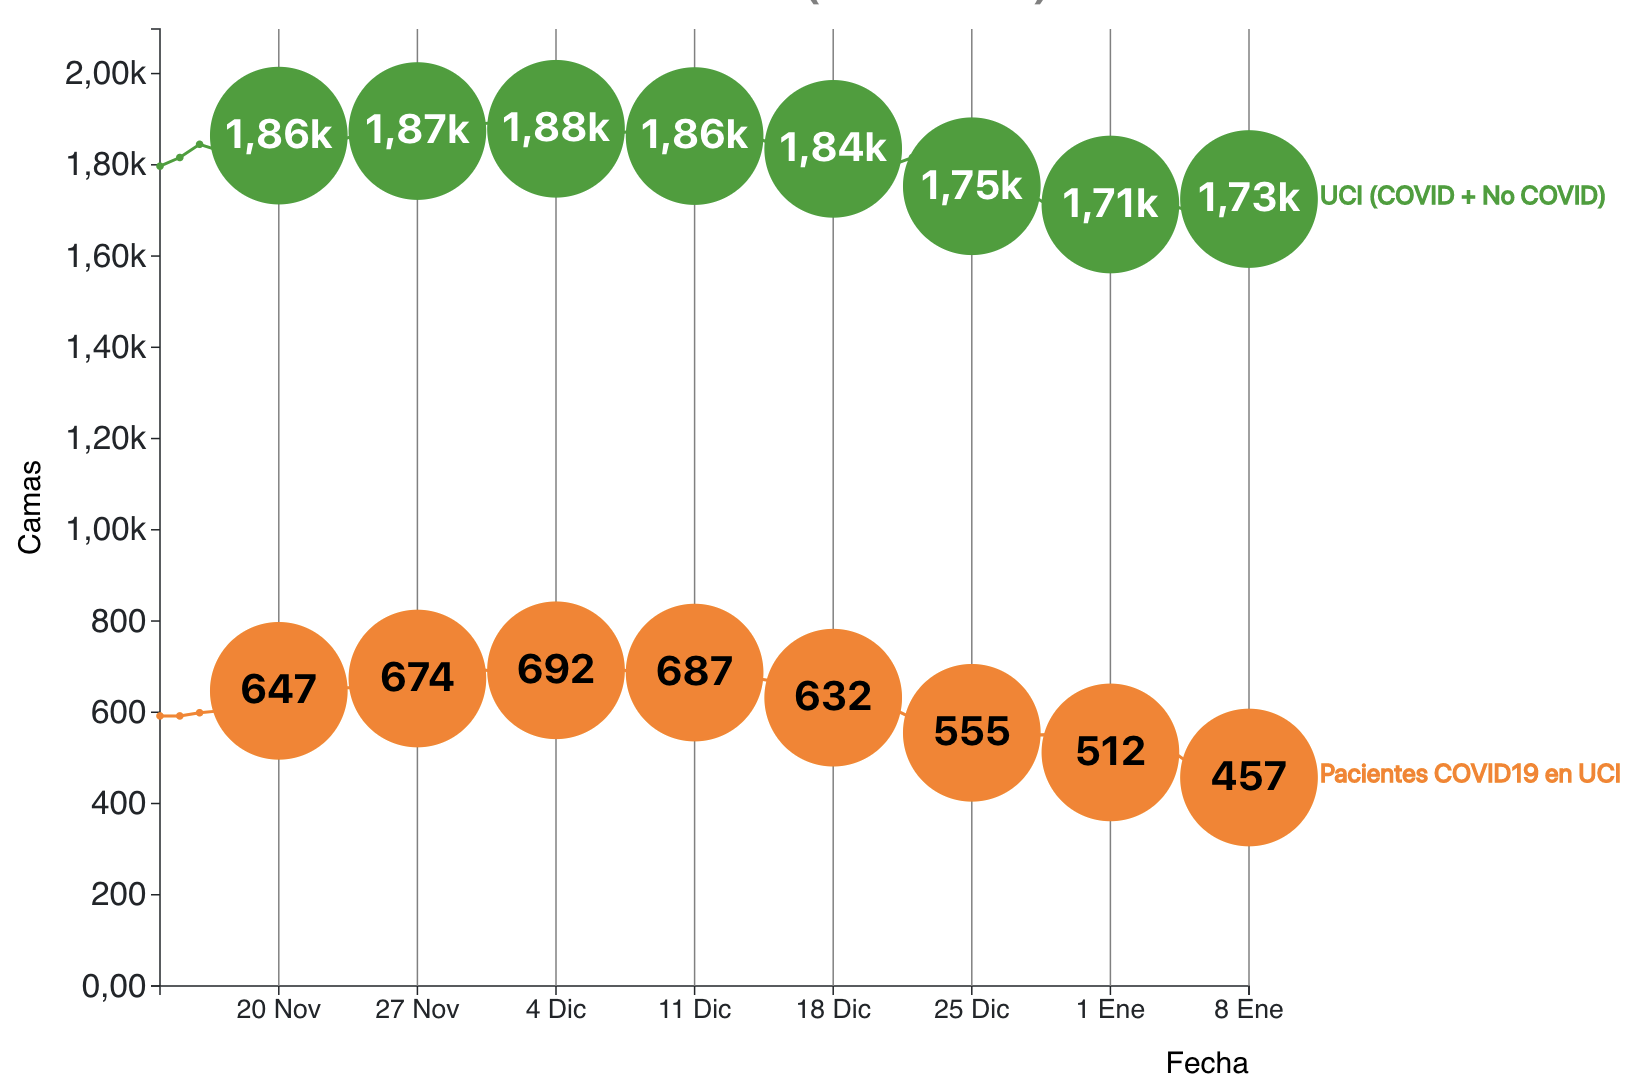 2,00k
1,80k
1,60k
1,40k
1,20k
1,00k
800
600
400
200
0,00
Camas
1,86k 1,87k 1,88k 1,86k 1,84k 1,75k 1,71k 1,73k
UCI (COVID + No COVID)
647 674 692 687 632 555 512 457
Pacientes COVID19 en UCI
20 Nov 27 Nov 4 Dic 11 Dic 18 Dic 25 Dic 1 Ene 8 Ene
Fecha